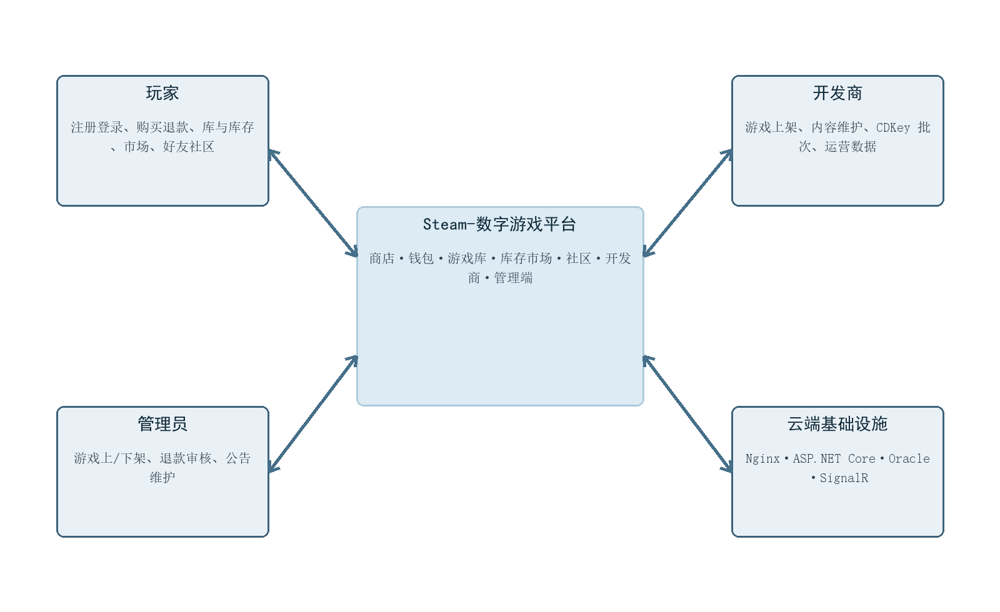 玩家
注册登录、购买退款、库与库存
、市场、好友社区
开发商
游戏上架、内容维护、CDKey 批
次、运营数据
Steam-数字游戏平台
商店•钱包•游戏库•库存市场•社区•开发
商•管理端
管理员
游戏上/下架、退款审核、公告
维护
云端基础设施
Nginx•ASP.NET Core•Oracle
•SignalR